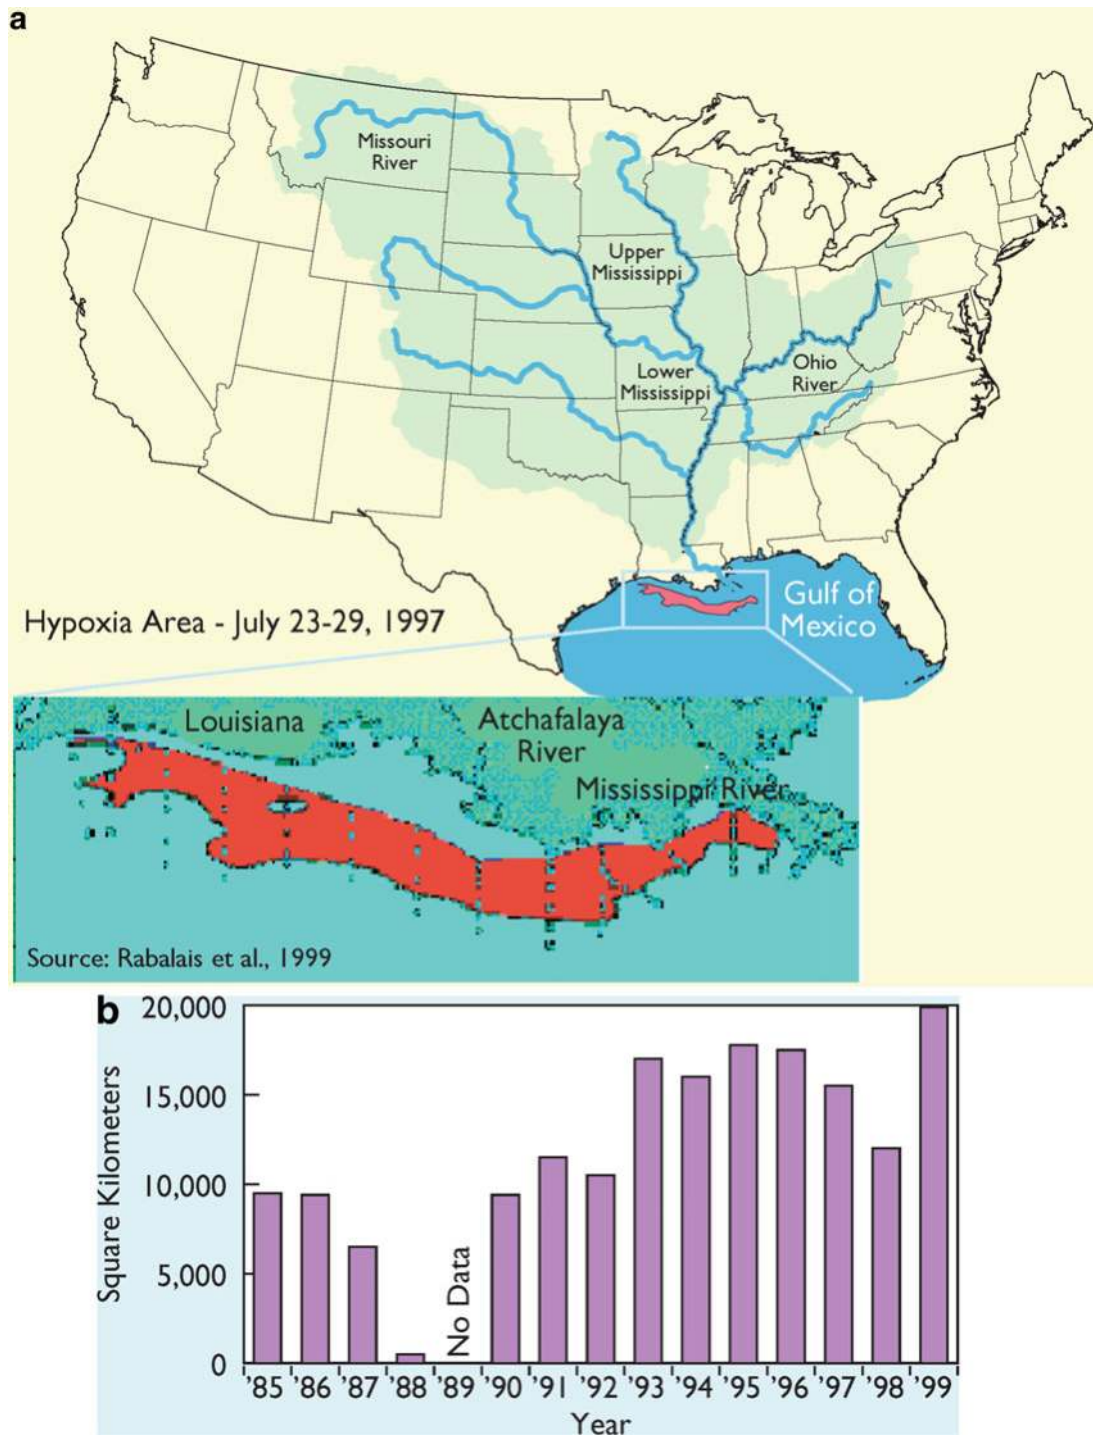 a
Missouri
River
Upper
Mississippi
Lower
Mississippi
Ohio
River
Gulf of
Mexico
Hypoxia Area - July 23-29, 1997
Louisiana
Atchafalaya
River
Mississippi River
Source: Rabalais et al., 1999
b
Square Kilometers
20,000
15,000
10,000
5,000
0
No Data
'85 '86 '87 '88 '89 '90 '91 '92 '93 '94 '95 '96 '97 '98 '99
Year